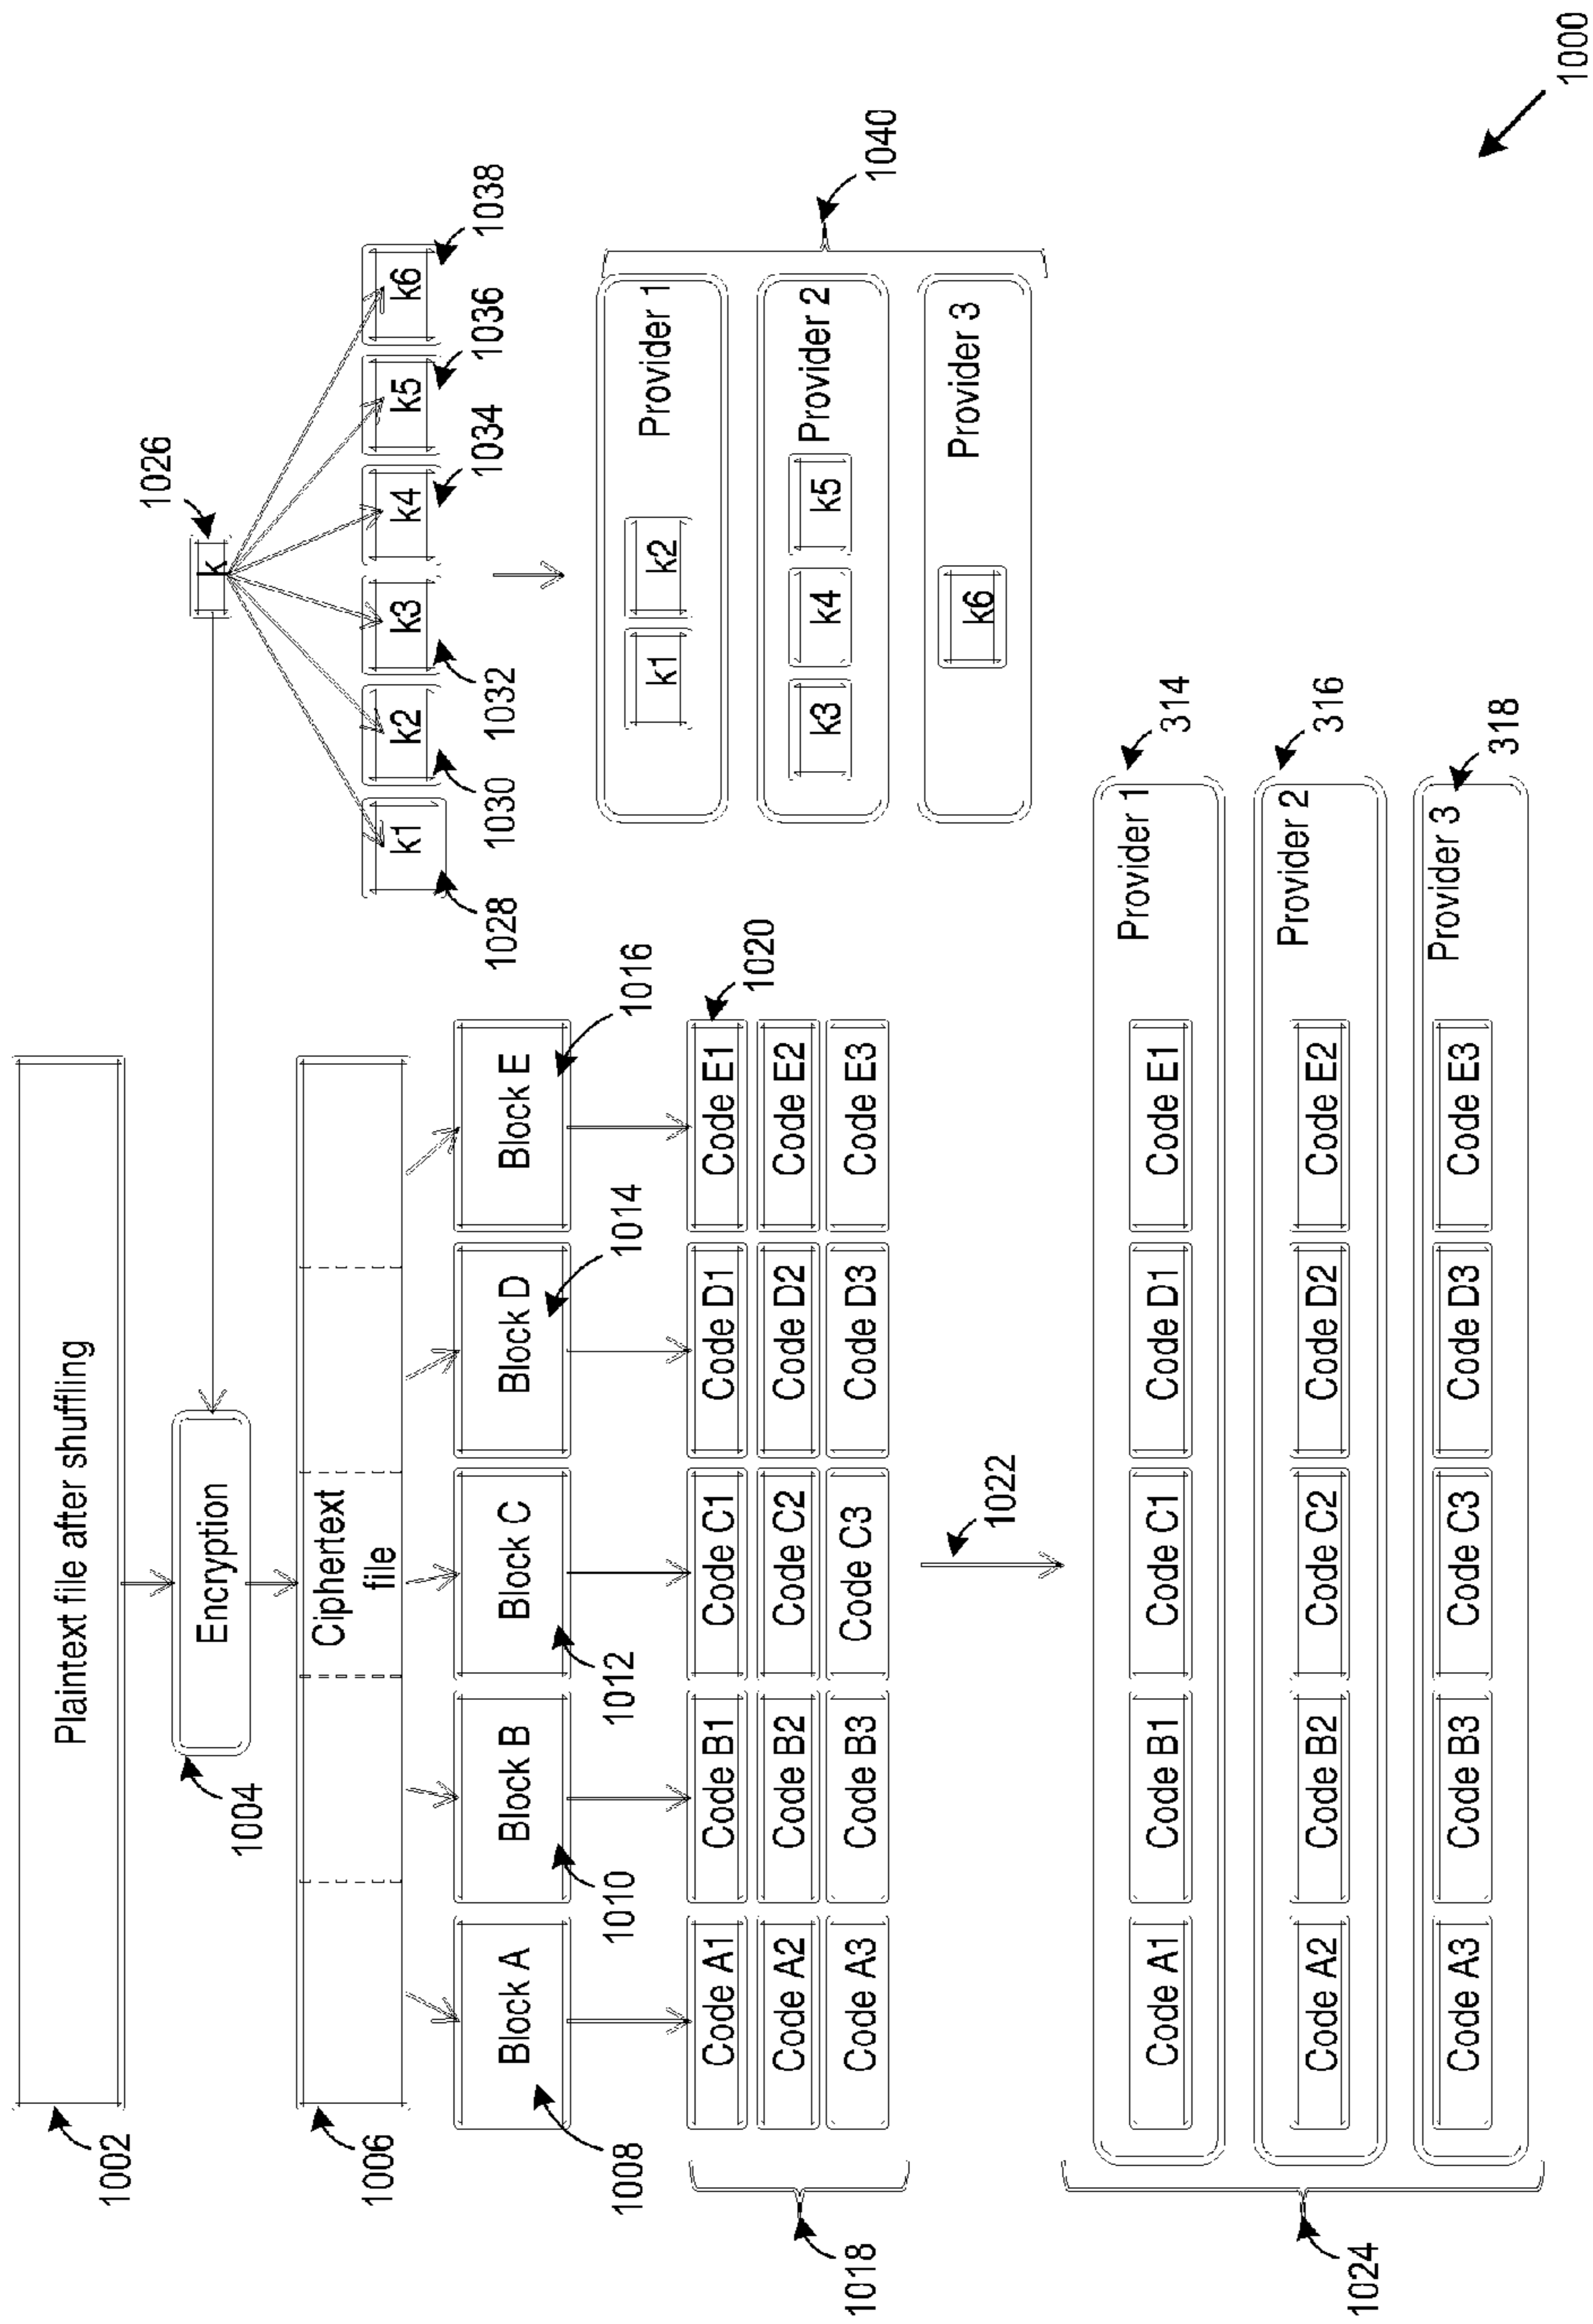 1002
Plaintext file after shuffling
1004
Encryption
1026
k
1006
Ciphertext
file
k1
k2
k3
k4
k5
k6
1028
1030
1032
1034
1036
1038
Block A
Block B
Block C
Block D
Block E
1008
1010
1012
1014
1016
1018
Code A1
Code B1
Code C1
Code D1
Code E1
1020
Code A2
Code B2
Code C2
Code D2
Code E2
Code A3
Code B3
Code C3
Code D3
Code E3
k1
k2
Provider 1
k3
k4
k5
Provider 2
k6
Provider 3
1040
1022
1024
Code A1
Code B1
Code C1
Code D1
Code E1
Provider 1
314
Code A2
Code B2
Code C2
Code D2
Code E2
Provider 2
316
Code A3
Code B3
Code C3
Code D3
Code E3
Provider 3
318
1000